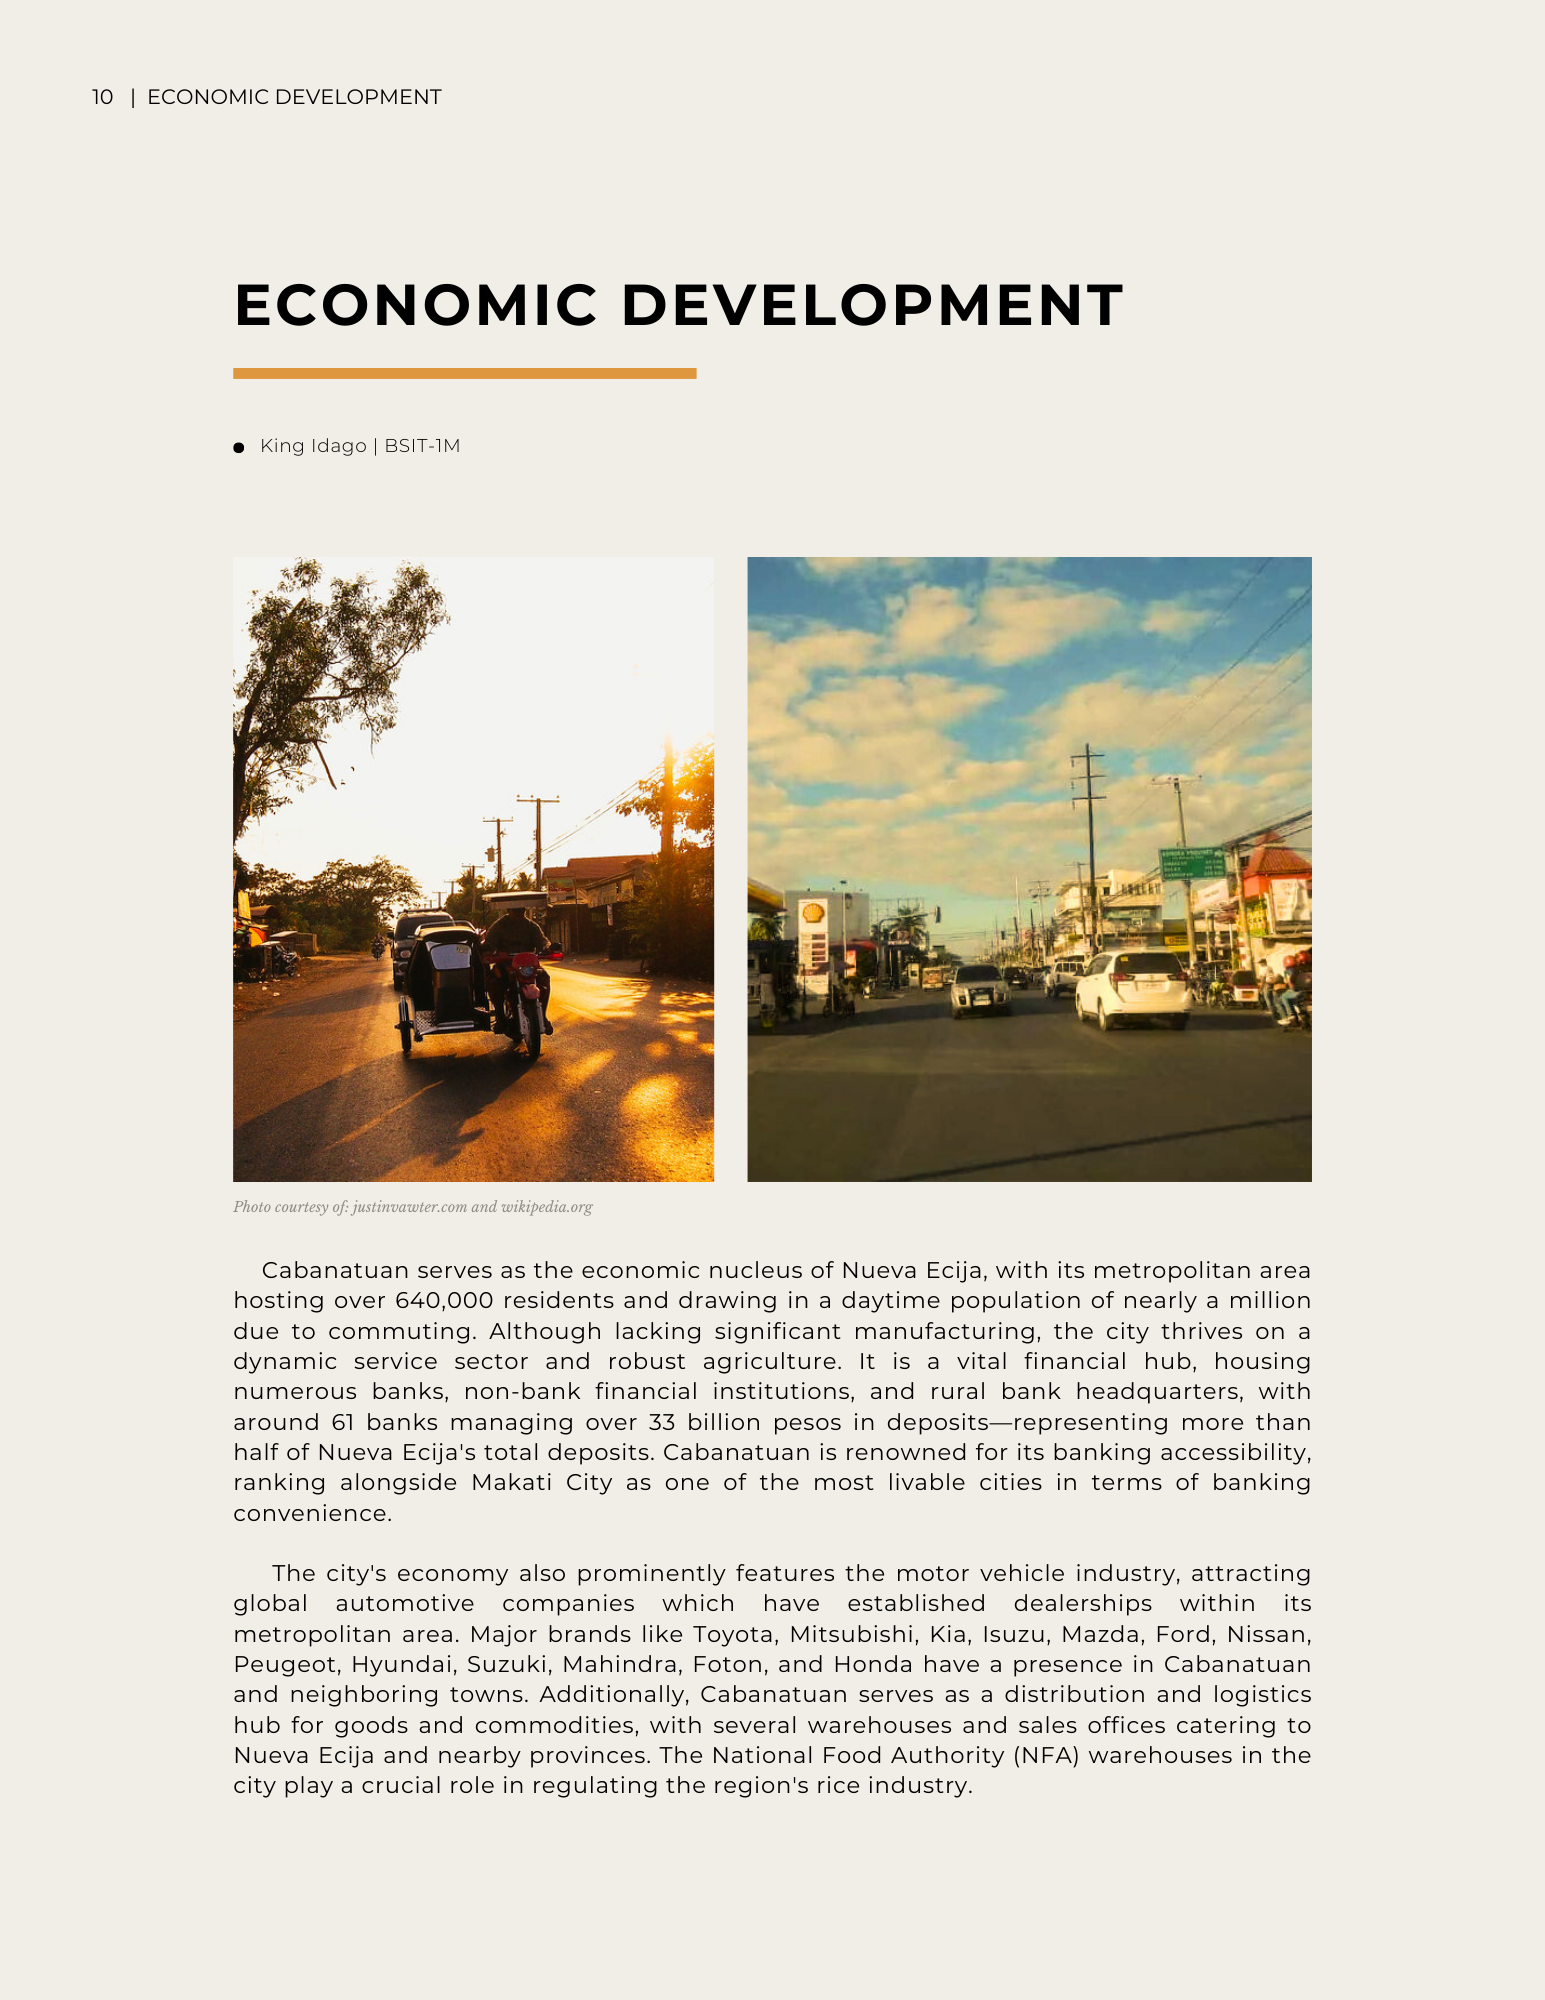 10 | ECONOMIC DEVELOPMENT
ECONOMIC DEVELOPMENT
● King Idago | BSIT-1M
Photo courtesy of: justinvawter.com and wikipedia.org
Cabanatuan serves as the economic nucleus of Nueva Ecija, with its metropolitan area
hosting over 640,000 residents and drawing in a daytime population of nearly a million
due to commuting. Although lacking significant manufacturing, the city thrives on a
dynamic service sector and robust agriculture. It is a vital financial hub, housing
numerous banks, non-bank financial institutions, and rural bank headquarters, with
around 61 banks managing over 33 billion pesos in deposits—representing more than
half of Nueva Ecija's total deposits. Cabanatuan is renowned for its banking accessibility,
ranking alongside Makati City as one of the most livable cities in terms of banking
convenience.
The city's economy also prominently features the motor vehicle industry, attracting
global automotive companies which have established dealerships within its
metropolitan area. Major brands like Toyota, Mitsubishi, Kia, Isuzu, Mazda, Ford, Nissan,
Peugeot, Hyundai, Suzuki, Mahindra, Foton, and Honda have a presence in Cabanatuan
and neighboring towns. Additionally, Cabanatuan serves as a distribution and logistics
hub for goods and commodities, with several warehouses and sales offices catering to
Nueva Ecija and nearby provinces. The National Food Authority (NFA) warehouses in the
city play a crucial role in regulating the region's rice industry.